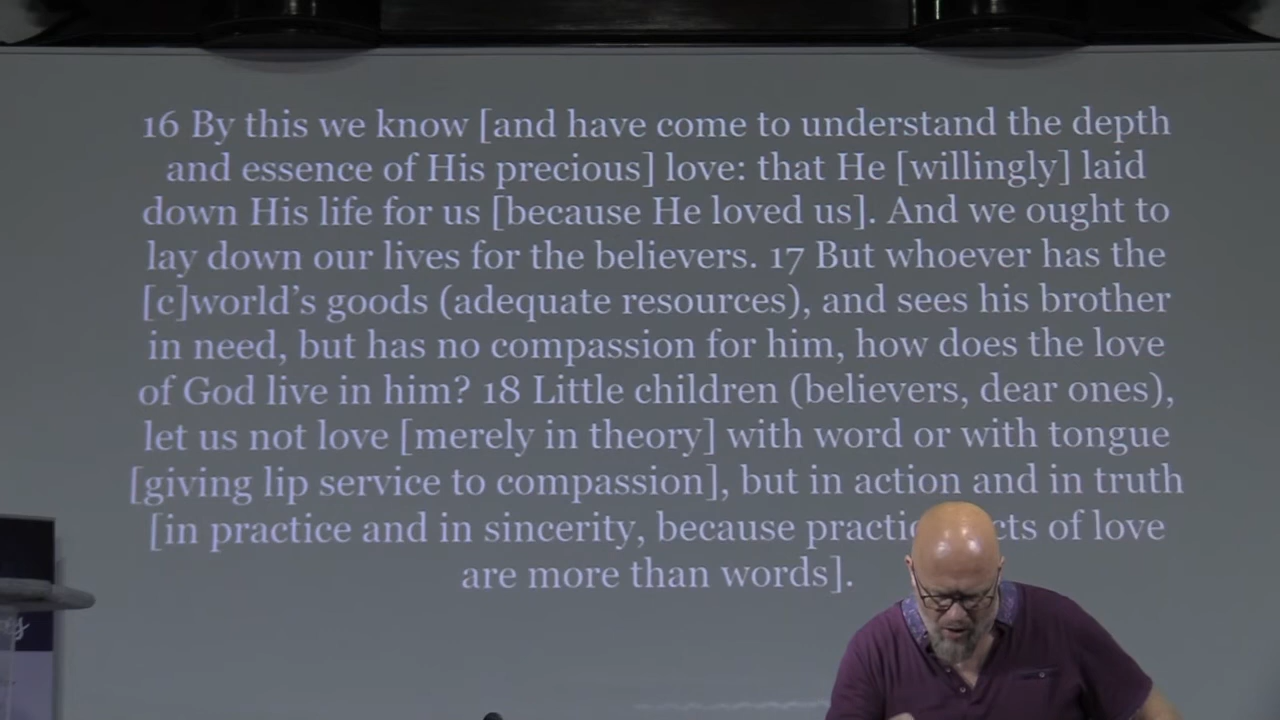 16 By this we know [and have come to understand the depth
and essence of His precious] love: that He [willingly] laid
down His life for us [because He loved us]. And we ought to
lay down our lives for the believers. 17 But whoever has the
[c]world’s goods (adequate resources), and sees his brother
in need, but has no compassion for him, how does the love
of God live in him? 18 Little children (believers, dear ones),
let us not love [merely in theory] with word or with tongue
[giving lip service to compassion], but in action and in truth
[in practice and in sincerity, because practic cts of love
are more than words].